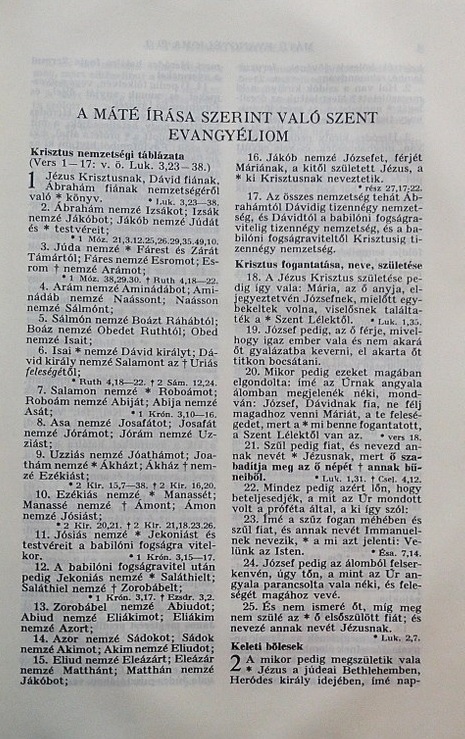 A MÁTÉ ÍRÁSA SZERINT VALÓ SZENT
EVANGYÉLIOM
Krisztus nemzetségi táblázata
(Vers 1—17: v. ö. Luk. 3,23—38.)
1 Jézus Krisztusnak, Dávid fiának,
Ábrahám fiának nemzetségéről
való * könyv. * Luk. 3,23—38.
2. Ábrahám nemzé Izsákot; Izsák
nemzé Jákóbot; Jákób nemzé Júdát
és * testvéreit;
* 1 Móz. 21,3.12.25,26.29,35.49,10.
3. Júda nemzé * Fárest és Zárát
Támártól; Fáres nemzé Esromot; Es-
rom † nemzé Arámot;
* 1 Móz. 38,29.30. † Ruth 4,18—22.
4. Arám nemzé Aminádábot; Ami-
nádáb nemzé Naássont; Naásson
nemzé Sálmónt;
5. Sálmón nemzé Boázt Ráhábtól;
Boáz nemzé Obedet Ruthtól; Obed
nemzé Isait;
6. Isai * nemzé Dávid királyt; Dá-
vid király nemzé Salamont az † Uriás
feleségétől;
* Ruth 4,18—22. † 2 Sám. 12,24.
7. Salamon nemzé * Roboámot;
Roboám nemzé Abiját; Abija nemzé
Asát; * 1 Krón. 3,10—16.
8. Asa nemzé Josafátot; Josafát
nemzé Jórámot; Jórám nemzé Uz-
ziást;
9. Uzziás nemzé Jóathámot; Joa-
thám nemzé * Ákházt; Ákház † nem-
zé Ezékiást;
* 2 Kir. 15,7—38. † 2 Kir. 16,20.
10. Ezékiás nemzé * Manassét;
Manassé nemzé † Ámont; Ámon
nemzé Jósiást;
* 2 Kir. 20,21. † 2 Kir. 21,18.23.26.
11. Jósiás nemzé * Jekoniást és
testvéreit a babilóni fogságra vitel-
kor. * 1 Krón. 3,15—17.
12. A babilóni fogságravitel után
pedig Jekoniás nemzé * Saláthielt;
Saláthiel nemzé † Zorobábelt;
* 1 Krón. 3,17. † Ezsdr. 3,2.
13. Zorobábel nemzé Abiudot;
Abiud nemzé Eliákimot; Eliákim
nemzé Azort;
14. Azor nemzé Sádokot; Sádok
nemzé Akimot; Akim nemzé Eliudot;
15. Eliud nemzé Eleázárt; Eleázár
nemzé Matthánt; Matthán nemzé
Jákóbot;
16. Jákób nemzé Józsefet, férjét
Máriának, a kitől született Jézus, a
* ki Krisztusnak neveztetik.
* rész 27,17.22.
17. Az összes nemzetség tehát Áb-
rahámtól Dávidig tizennégy nemzet-
ség, és Dávidtól a babilóni fogságra-
vitelig tizennégy nemzetség, és a ba-
bilóni fogságraviteltől Krisztusig ti-
zennégy nemzetség.
Krisztus fogantatása, neve, születése
18. A Jézus Krisztus születése pe-
dig így vala: Mária, az ő anyja, el-
jegyeztetvén Józsefnek, mielőtt egy-
bekeltek volna, viselősnek találta-
ték a * Szent Lélektől. * Luk. 1,35.
19. József pedig, az ő férje, mivel-
hogy igaz ember vala és nem akará
őt gyalázatba keverni, el akarta őt
titkon bocsátani.
20. Mikor pedig ezeket magában
elgondolta: ímé az Úrnak angyala
álomban megjelenék néki, mond-
ván: József, Dávidnak fia, ne félj
magadhoz venni Máriát, a te felesé-
gedet, mert a * mi benne fogantatott,
a Szent Lélektől van az. * vers 18.
21. Szül pedig fiat, és nevezd an-
nak nevét * Jézusnak, mert ő sza-
badítja meg az ő népét † annak bű-
neiből. * Luk. 1,31. † Csel. 4,12.
22. Mindez pedig azért lőn, hogy
beteljesedjék, a mit az Úr mondott
volt a próféta által, a ki így szól:
23. Ímé a szűz fogan méhében és
szül fiat, és annak nevét Immanuel-
nek nevezik, * a mi azt jelenti: Ve-
lünk az Isten. * Ésa. 7,14.
24. József pedig az álomból felser-
kenvén, úgy tőn, a mint az Úr an-
gyala parancsolta vala néki, és fele-
ségét magához vevé.
25. És nem ismeré őt, míg meg
nem szülé az * ő elsőszülött fiát; és
nevezé annak nevét Jézusnak.
* Luk. 2,7.
Keleti bölcsek
2 A mikor pedig megszületik vala
* Jézus a júdeai Bethlehemben,
Heródes király idejében, ímé nap-